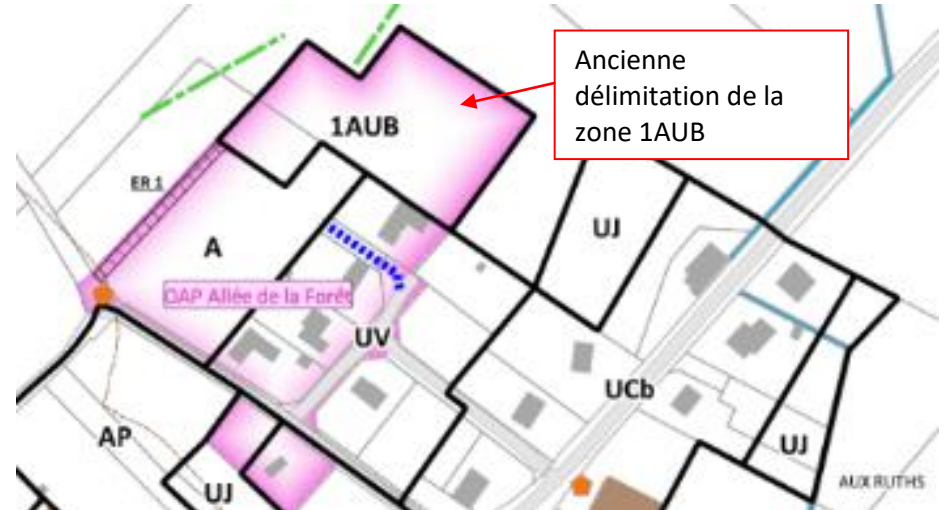 Ancienne
délimitation de la
zone 1AUB
1AUB
ER 1
UJ
A
OAP Allée de la Forêt
UV
UCb
AP
UJ
UJ
AUX RUTHS